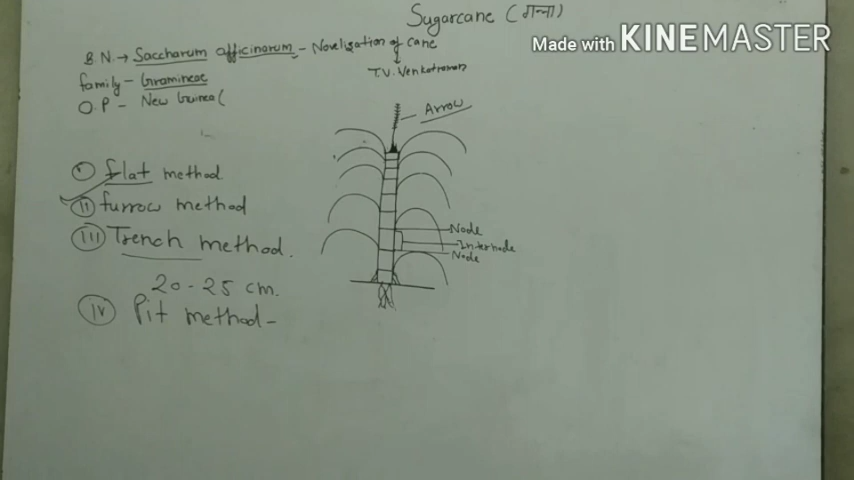 Sugarcane (गन्ना)
Made with KINEMASTER
B.N. → Saccharum officinarum - Novelization of cane
T.V. Venkatraman
family - Gramineae
O.P - New Guinea (
Arrow
(i) flat method
(ii) furrow method
(iii) Trench method.
20-25 cm.
(iv) Pit method-
Node
Internode
Node